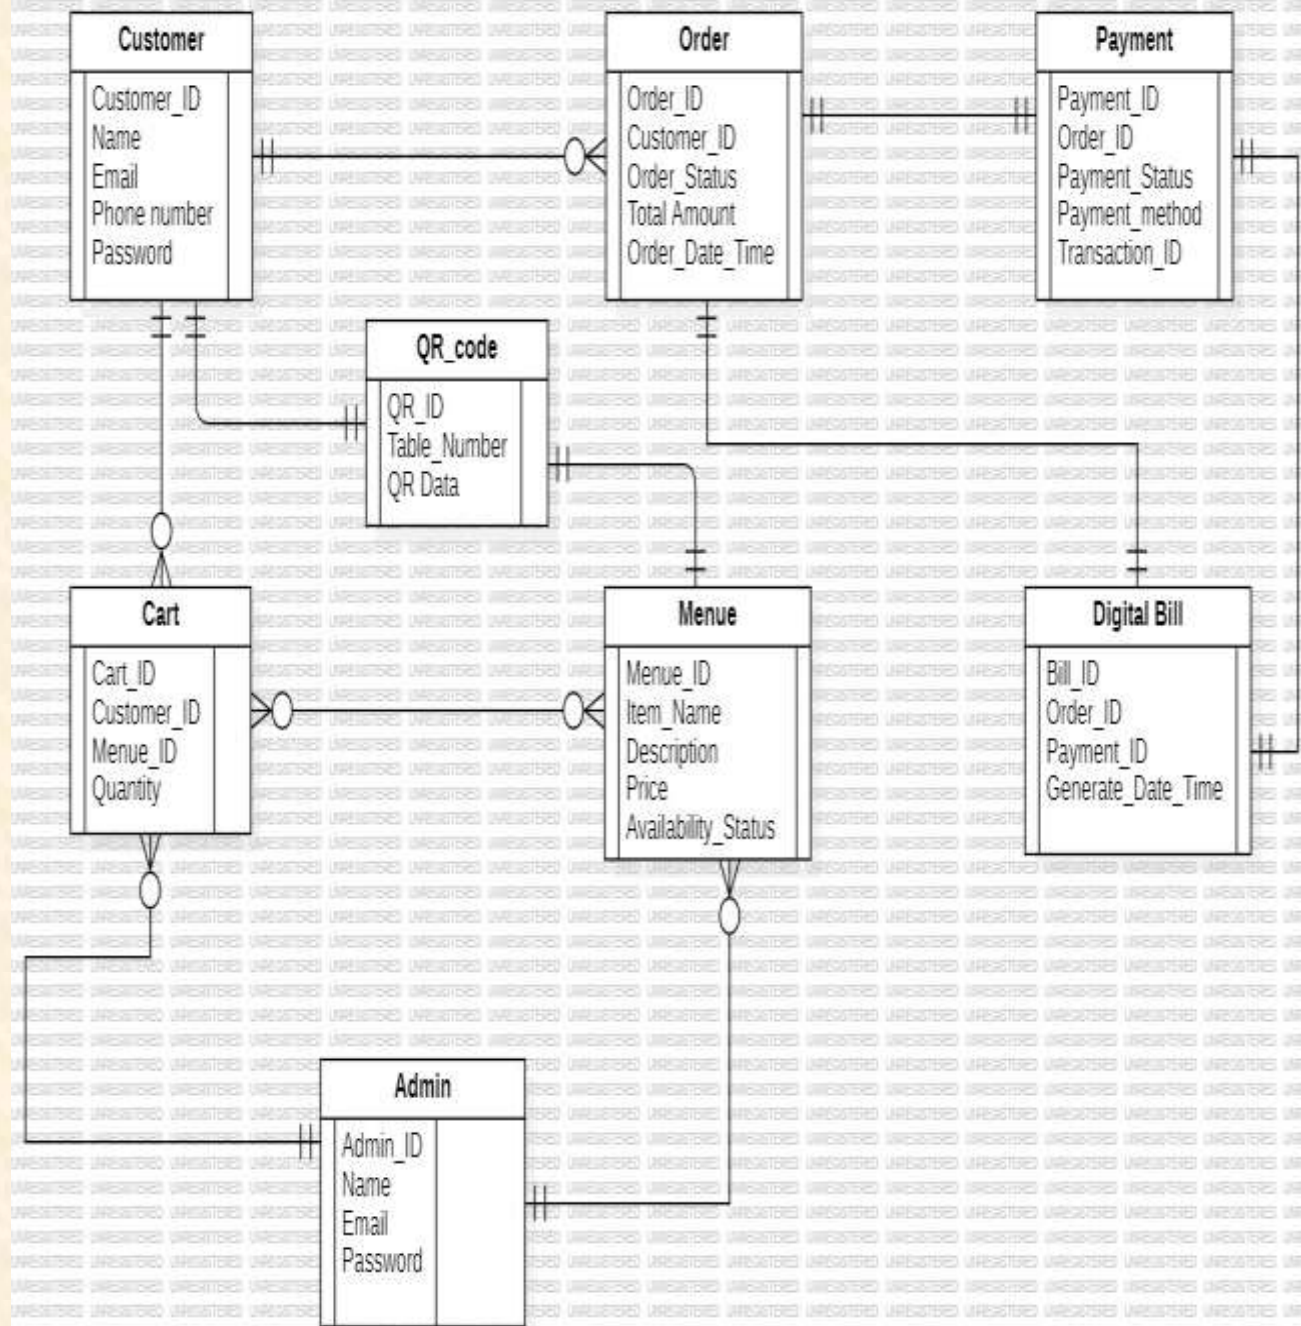 Customer
Customer_ID
Name
Email
Phone number
Password
Order
Order_ID
Customer_ID
Order_Status
Total Amount
Order_Date_Time
Payment
Payment_ID
Order_ID
Payment_Status
Payment_method
Transaction_ID
QR_code
QR_ID
Table_Number
QR Data
Cart
Cart_ID
Customer_ID
Menue_ID
Quantity
Menue
Menue_ID
Item_Name
Description
Price
Availability_Status
Digital Bill
Bill_ID
Order_ID
Payment_ID
Generate_Date_Time
Admin
Admin_ID
Name
Email
Password
UNREGISTERED